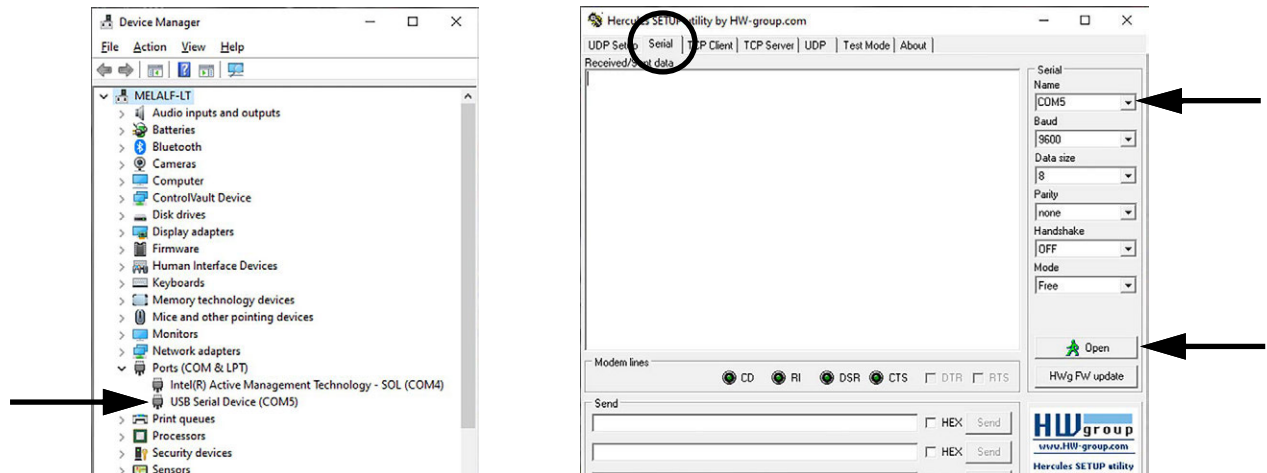 Device Manager
File Action View Help
MELALF-LT
Audio inputs and outputs
Batteries
Bluetooth
Cameras
Computer
ControlVault Device
Disk drives
Display adapters
Firmware
Human Interface Devices
Keyboards
Memory technology devices
Mice and other pointing devices
Monitors
Network adapters
Ports (COM & LPT)
Intel(R) Active Management Technology - SOL (COM4)
USB Serial Device (COM5)
Print queues
Processors
Security devices
Sensors
Hercules SETUP utility by HW-group.com
UDP Setup Serial TCP Client TCP Server UDP Test Mode About
Received/Sent data
Serial
Name
COM5
Baud
9600
Data size
8
Parity
none
Handshake
OFF
Mode
Free
Open
HWg FW update
Modem lines
CD RI DSR CTS DTR RTS
Send
HEX Send
HEX Send
HW group
www.HW-group.com
Hercules SETUP utility